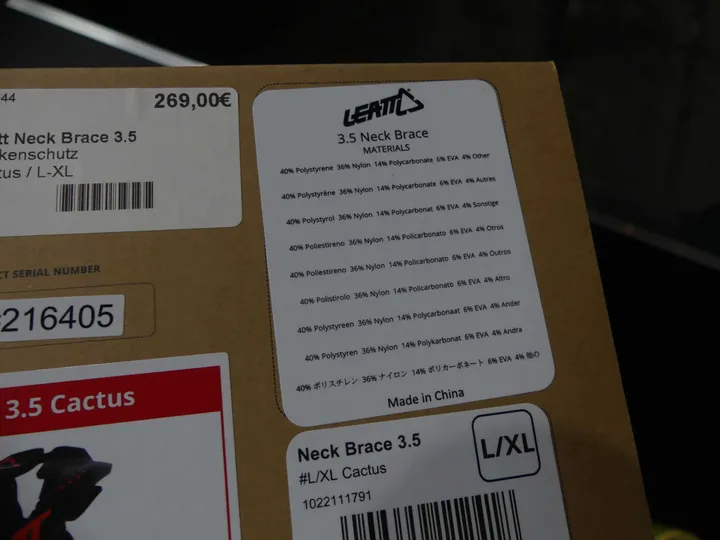 44
269,00€
tt Neck Brace 3.5
kenschutz
tus / L-XL
CT SERIAL NUMBER
216405
3.5 Cactus
LEATT
3.5 Neck Brace
MATERIALS
40% Polystyrene 36% Nylon 14% Polycarbonate 6% EVA 4% Other
40% Polystyrène 36% Nylon 14% Polycarbonate 6% EVA 4% Autres
40% Polystyrol 36% Nylon 14% Polycarbonat 6% EVA 4% Sonstige
40% Poliestireno 36% Nylon 14% Policarbonato 6% EVA 4% Otros
40% Poliestireno 36% Nylon 14% Policarbonato 6% EVA 4% Outros
40% Polistirolo 36% Nylon 14% Policarbonato 6% EVA 4% Altro
40% Polystyreen 36% Nylon 14% Polycarbonaat 6% EVA 4% Ander
40% Polystyren 36% Nylon 14% Polykarbonat 6% EVA 4% Andra
40% ポリスチレン 36% ナイロン 14% ポリカーボネート 6% EVA 4% 他の
Made in China
Neck Brace 3.5
#L/XL Cactus
1022111791
L/XL